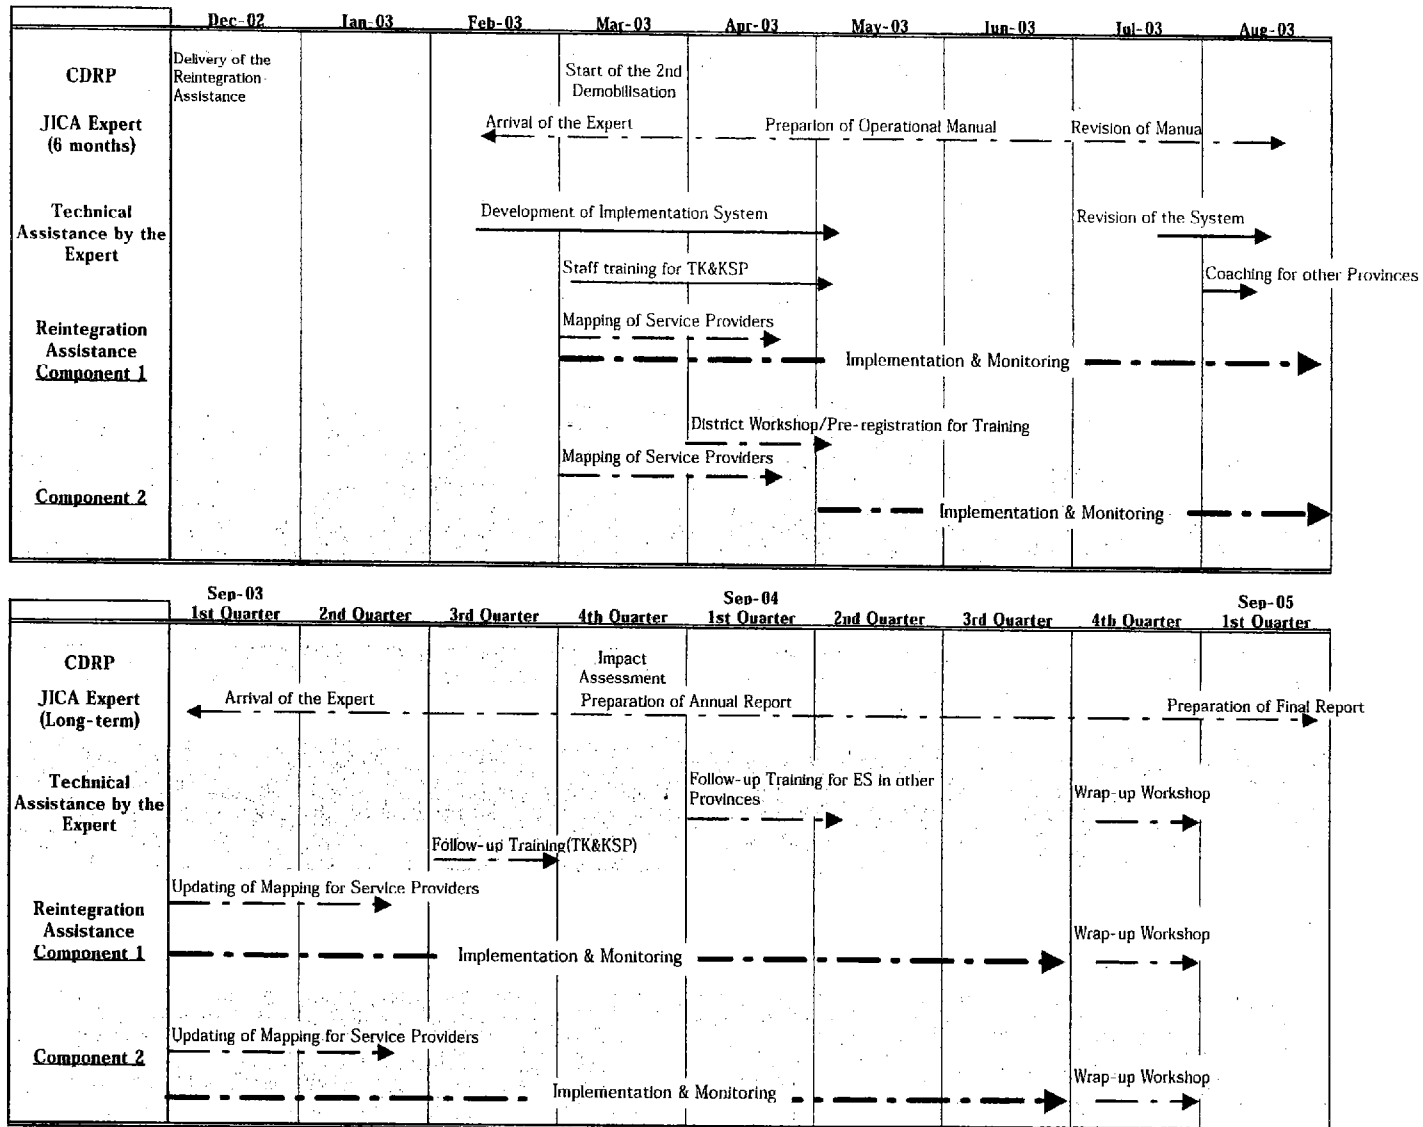 Dec-02 Jan-03 Feb-03 Mar-03 Apr-03 May-03 Jun-03 Jul-03 Aug-03
CDRP
Delivery of the
Reintegration
Assistance
Start of the 2nd
Demobilisation
JICA Expert
(6 months)
Arrival of the Expert Preparion of Operational Manual Revision of Manua
Technical
Assistance by the
Expert
Development of Implementation System Revision of the System
Staff training for TK&KSP Coaching for other Provinces
Reintegration
Assistance
Component 1
Mapping of Service Providers
Implementation & Monitoring
District Workshop/Pre-registration for Training
Mapping of Service Providers
Component 2
Implementation & Monitoring
Sep-03 Sep-04 Sep-05
1st Quarter 2nd Quarter 3rd Quarter 4th Quarter 1st Quarter 2nd Quarter 3rd Quarter 4th Quarter 1st Quarter
CDRP
Impact
Assessment
JICA Expert
(Long-term)
Arrival of the Expert Preparation of Annual Report Preparation of Final Report
Technical
Assistance by the
Expert
Follow-up Training for ES in other
Provinces
Wrap-up Workshop
Follow-up Training(TK&KSP)
Updating of Mapping for Service Providers
Reintegration
Assistance
Component 1
Implementation & Monitoring
Wrap-up Workshop
Updating of Mapping for Service Providers
Component 2
Implementation & Monitoring
Wrap-up Workshop